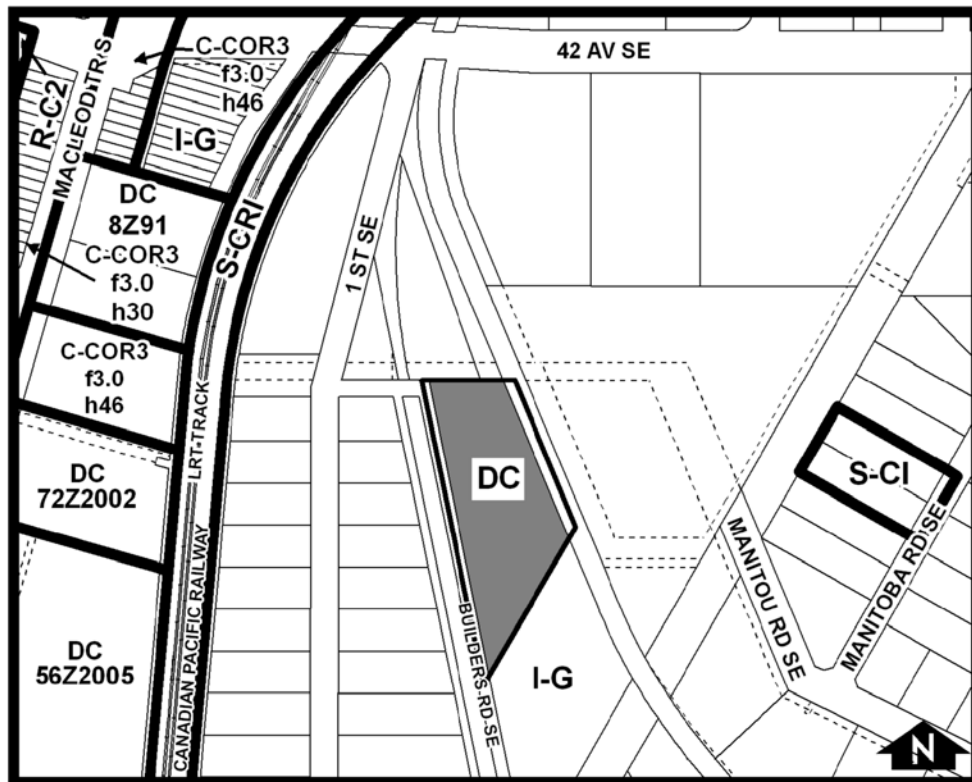 42 AV SE
C-COR3
f3.0
h46
MACLEOD TR S
R-C2
I-G
DC
8Z91
S-CRI
C-COR3
f3.0
h30
1 ST SE
C-COR3
f3.0
h46
LRT TRACK
DC
72Z2002
DC
S-CI
MANITOU RD SE
MANITOBA RD SE
CANADIAN PACIFIC RAILWAY
BUILDERS RD SE
DC
56Z2005
I-G
N